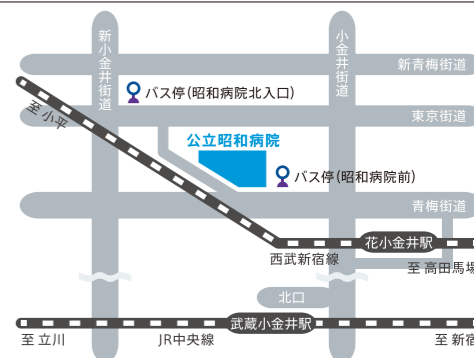 新小金井街道
小金井街道
新青梅街道
バス停(昭和病院北入口)
至 小平
東京街道
公立昭和病院
バス停(昭和病院前)
青梅街道
花小金井駅
西武新宿線
至 高田馬場
北口
武蔵小金井駅
至 立川
JR中央線
至 新宿